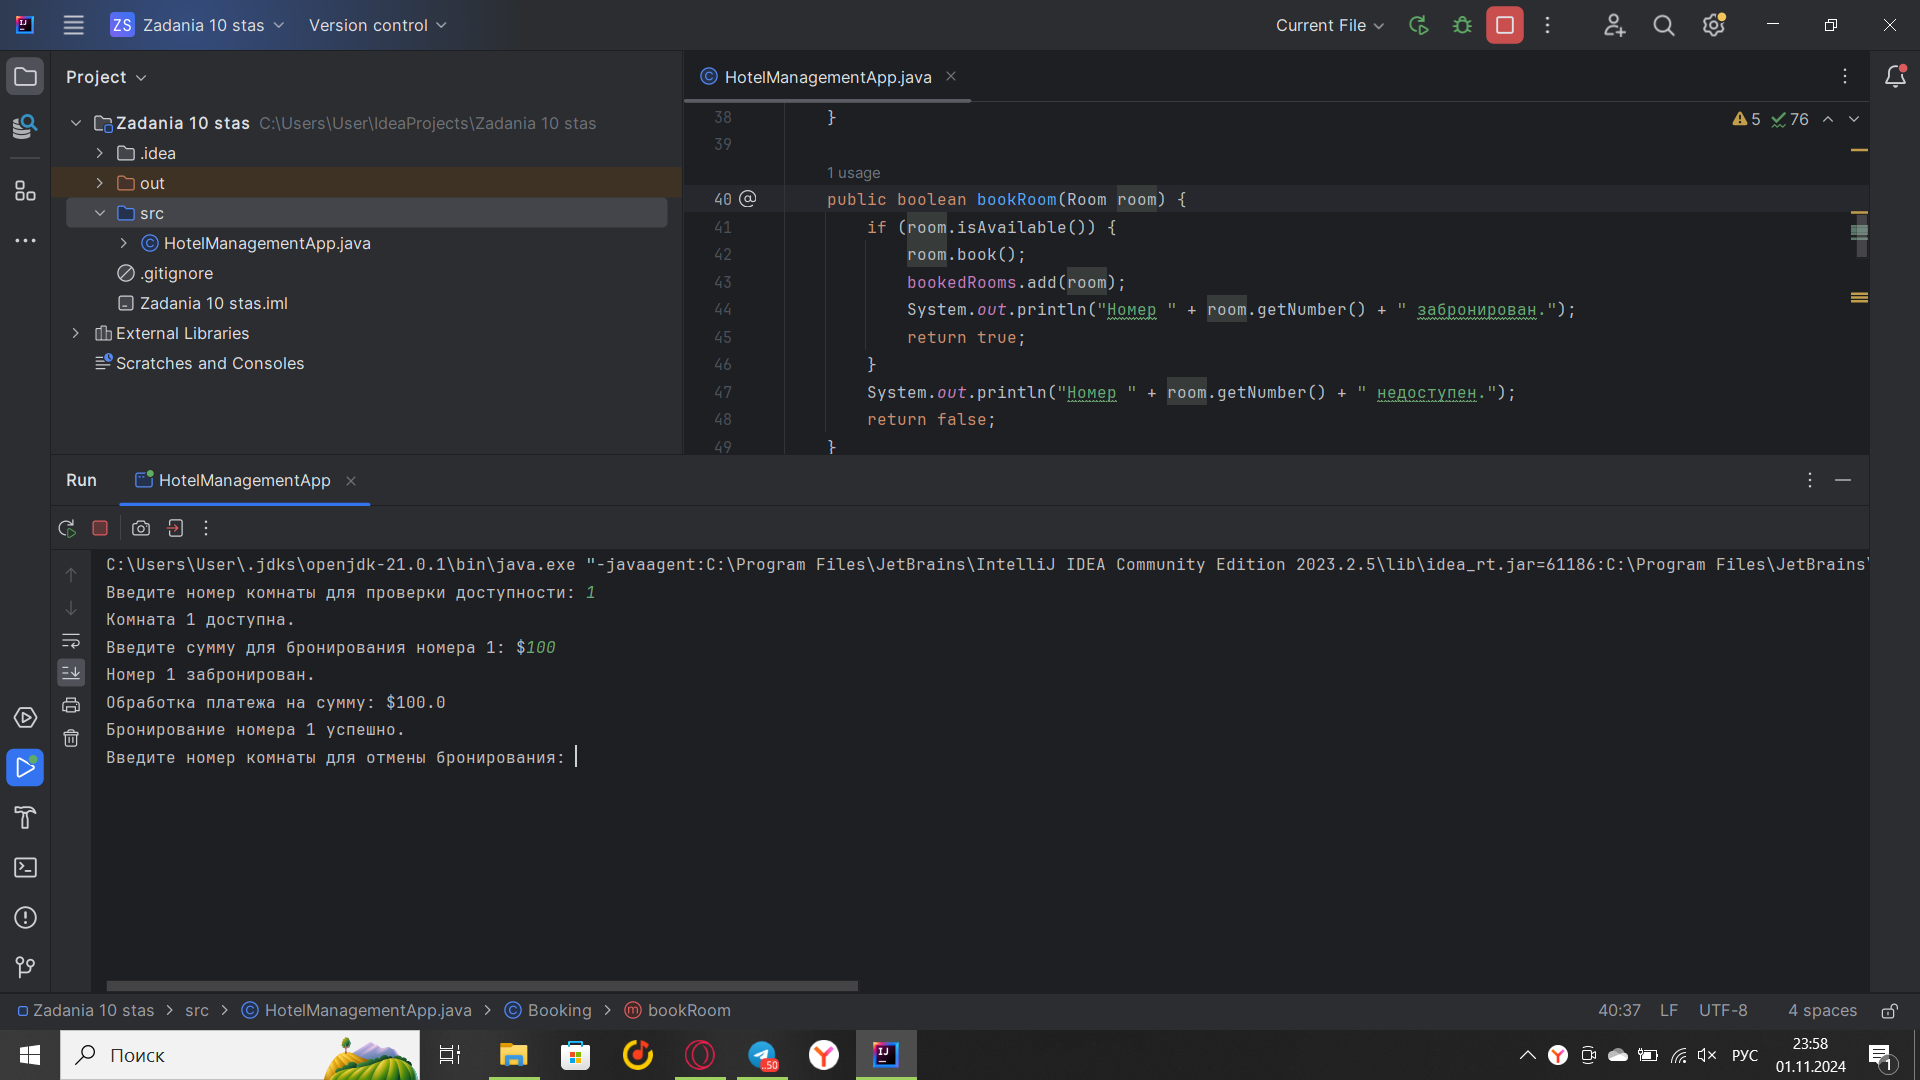 ZS Zadania 10 stas Version control Current File
Project
HotelManagementApp.java
Zadania 10 stas C:\Users\User\IdeaProjects\Zadania 10 stas
.idea
out
src
HotelManagementApp.java
.gitignore
Zadania 10 stas.iml
External Libraries
Scratches and Consoles
5 76
38 }
39
1 usage
40 @ public boolean bookRoom(Room room) {
41 if (room.isAvailable()) {
42 room.book();
43 bookedRooms.add(room);
44 System.out.println("Номер " + room.getNumber() + " забронирован.");
45 return true;
46 }
47 System.out.println("Номер " + room.getNumber() + " недоступен.");
48 return false;
49 }
Run HotelManagementApp
C:\Users\User\.jdks\openjdk-21.0.1\bin\java.exe "-javaagent:C:\Program Files\JetBrains\IntelliJ IDEA Community Edition 2023.2.5\lib\idea_rt.jar=61186:C:\Program Files\JetBrains\
Введите номер комнаты для проверки доступности: 1
Комната 1 доступна.
Введите сумму для бронирования номера 1: $100
Номер 1 забронирован.
Обработка платежа на сумму: $100.0
Бронирование номера 1 успешно.
Введите номер комнаты для отмены бронирования:
Zadania 10 stas > src > HotelManagementApp.java > Booking > bookRoom
40:37 LF UTF-8 4 spaces
Поиск
РУС
23:58
01.11.2024
1